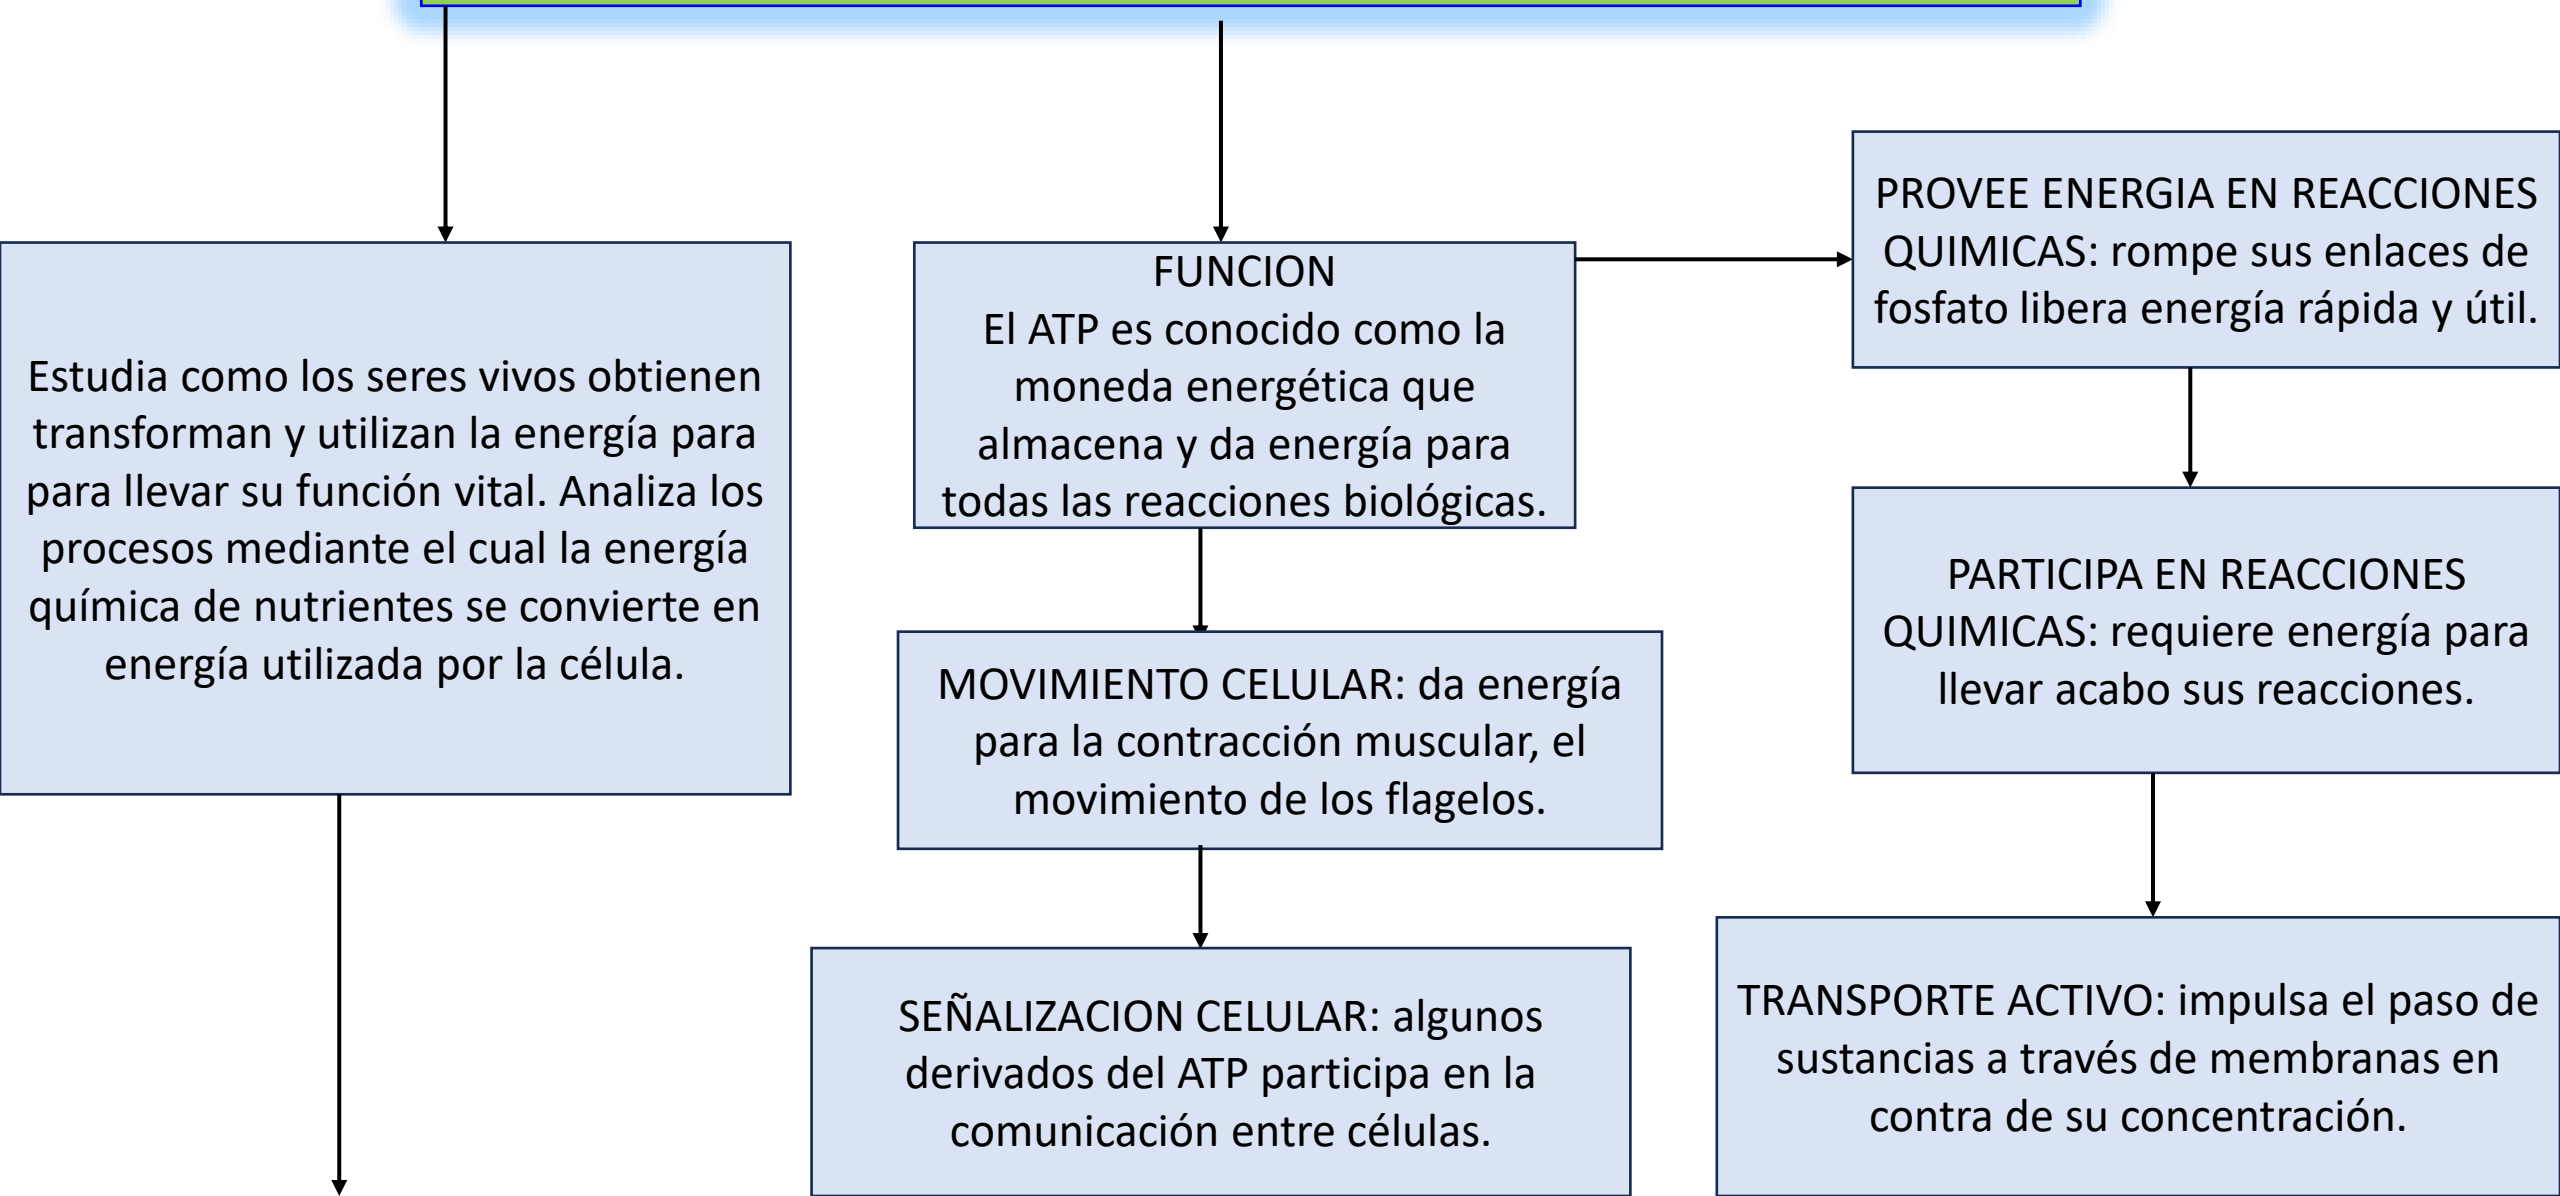 Estudia como los seres vivos obtienen
transforman y utilizan la energía para
para llevar su función vital. Analiza los
procesos mediante el cual la energía
química de nutrientes se convierte en
energía utilizada por la célula.
FUNCION
El ATP es conocido como la
moneda energética que
almacena y da energía para
todas las reacciones biológicas.
MOVIMIENTO CELULAR: da energía
para la contracción muscular, el
movimiento de los flagelos.
SEÑALIZACION CELULAR: algunos
derivados del ATP participa en la
comunicación entre células.
PROVEE ENERGIA EN REACCIONES
QUIMICAS: rompe sus enlaces de
fosfato libera energía rápida y útil.
PARTICIPA EN REACCIONES
QUIMICAS: requiere energía para
llevar acabo sus reacciones.
TRANSPORTE ACTIVO: impulsa el paso de
sustancias a través de membranas en
contra de su concentración.